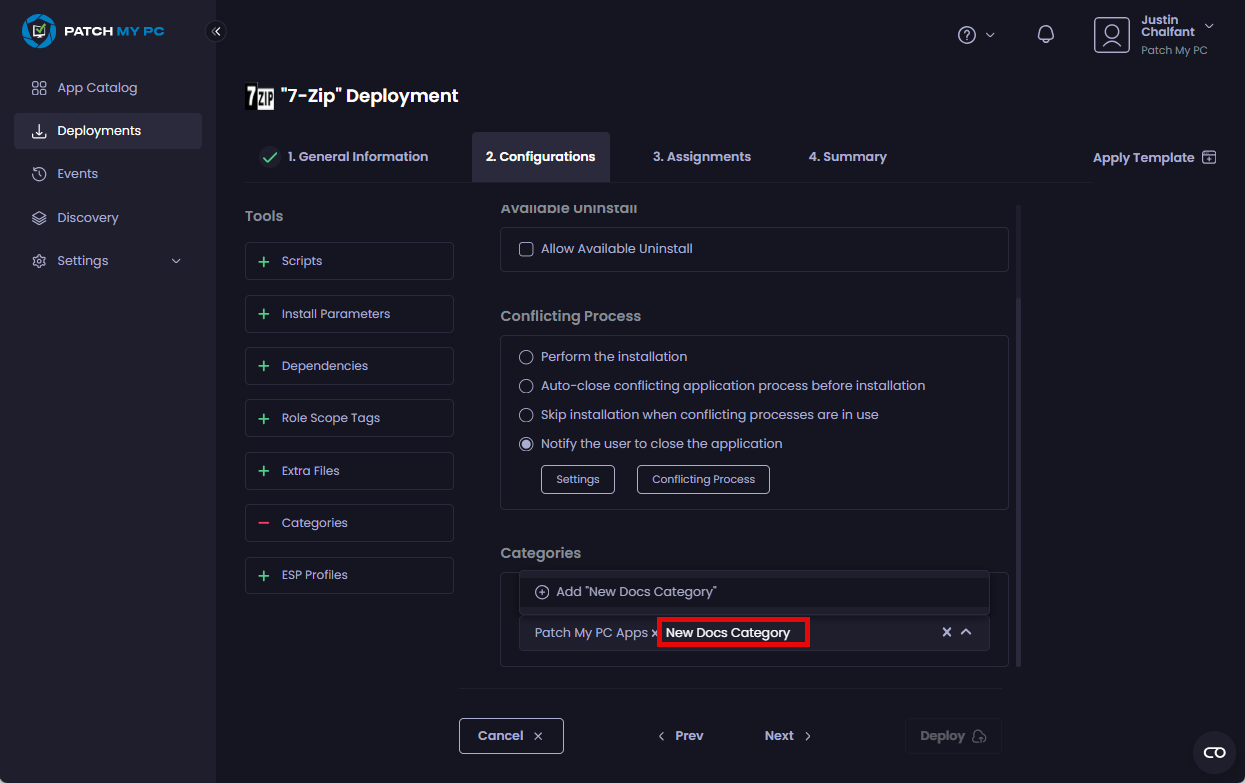 PATCH MY PC
App Catalog
Deployments
Events
Discovery
Settings
Justin
Chalfant
Patch My PC
7ZIP "7-Zip" Deployment
1. General Information
2. Configurations
3. Assignments
4. Summary
Apply Template
Tools
Scripts
Install Parameters
Dependencies
Role Scope Tags
Extra Files
Categories
ESP Profiles
Available Uninstall
Allow Available Uninstall
Conflicting Process
Perform the installation
Auto-close conflicting application process before installation
Skip installation when conflicting processes are in use
Notify the user to close the application
Settings
Conflicting Process
Categories
Add "New Docs Category"
Patch My PC Apps x New Docs Category
Cancel
Prev
Next
Deploy